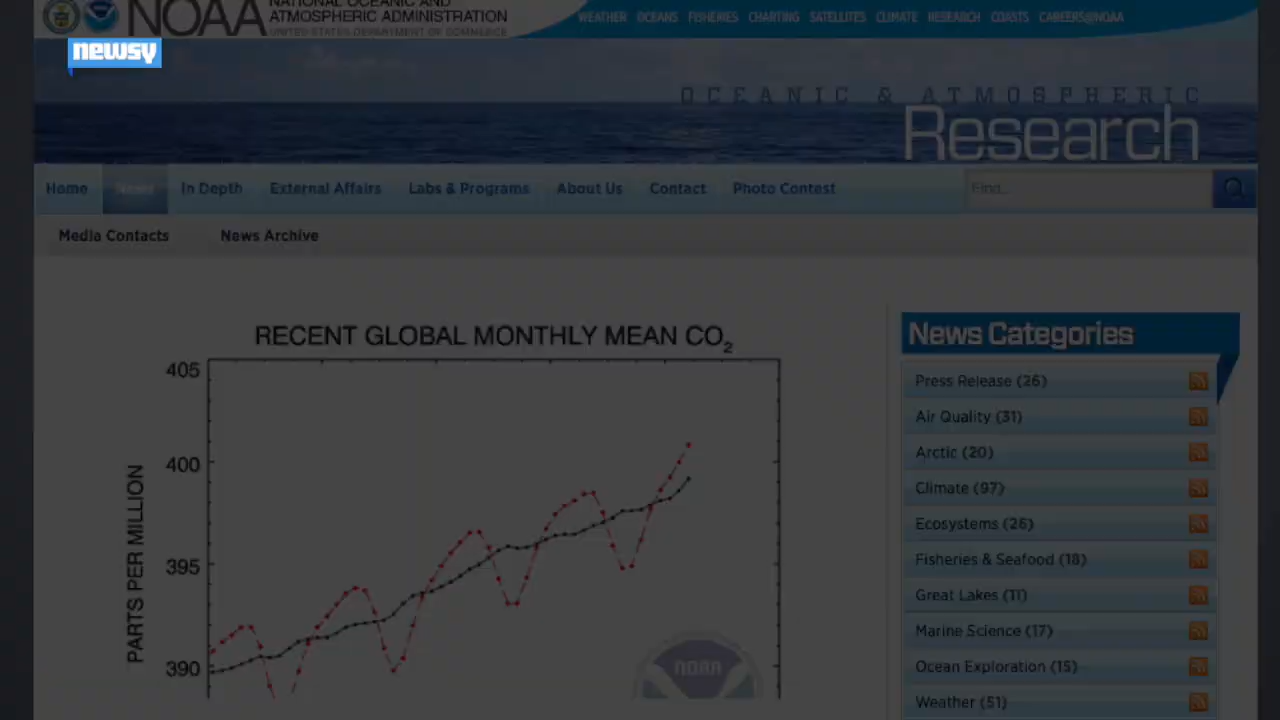 NOAA
NATIONAL OCEANIC AND
ATMOSPHERIC ADMINISTRATION
UNITED STATES DEPARTMENT OF COMMERCE
WEATHER OCEANS FISHERIES CHARTING SATELLITES CLIMATE RESEARCH COASTS CAREERS@NOAA
newsy
OCEANIC & ATMOSPHERIC
Research
Home News In Depth External Affairs Labs & Programs About Us Contact Photo Contest Find...
Media Contacts News Archive
RECENT GLOBAL MONTHLY MEAN CO2
405
400
395
390
PARTS PER MILLION
NOAA
News Categories
Press Release (26)
Air Quality (31)
Arctic (20)
Climate (97)
Ecosystems (26)
Fisheries & Seafood (18)
Great Lakes (11)
Marine Science (17)
Ocean Exploration (15)
Weather (51)